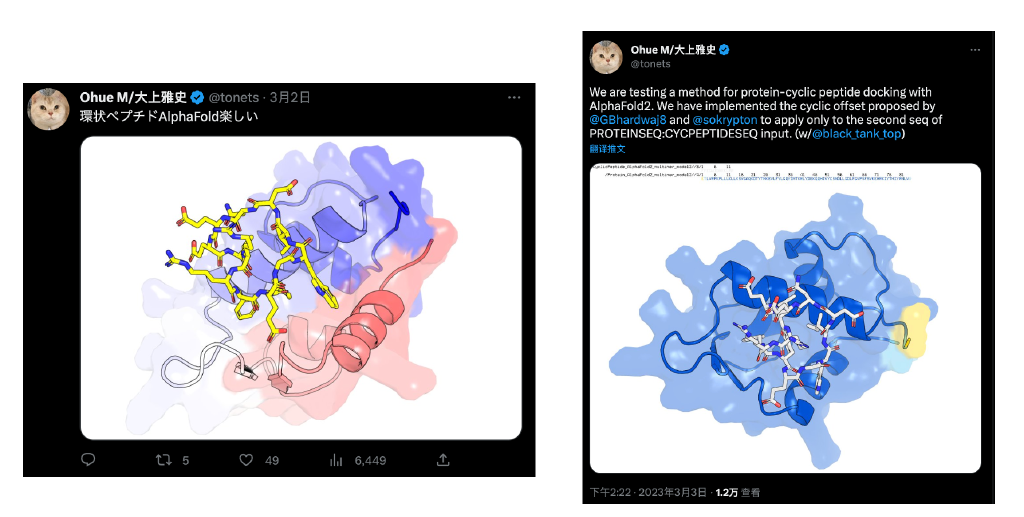 Ohue M/大上雅史 @tonets · 3月2日
環状ペプチドAlphaFold楽しい
5
49
6,449
Ohue M/大上雅史
@tonets
We are testing a method for protein-cyclic peptide docking with
AlphaFold2. We have implemented the cyclic offset proposed by
@GBhardwaj8 and @sokrypton to apply only to the second seq of
PROTEINSEQ:CYCPEPTIDESEQ input. (w/@black_tank_top)
翻译推文
下午2:22 · 2023年3月3日 · 1.2万 查看